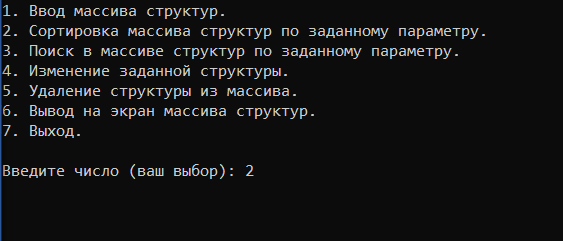 1. Ввод массива структур.
2. Сортировка массива структур по заданному параметру.
3. Поиск в массиве структур по заданному параметру.
4. Изменение заданной структуры.
5. Удаление структуры из массива.
6. Вывод на экран массива структур.
7. Выход.
Введите число (ваш выбор): 2